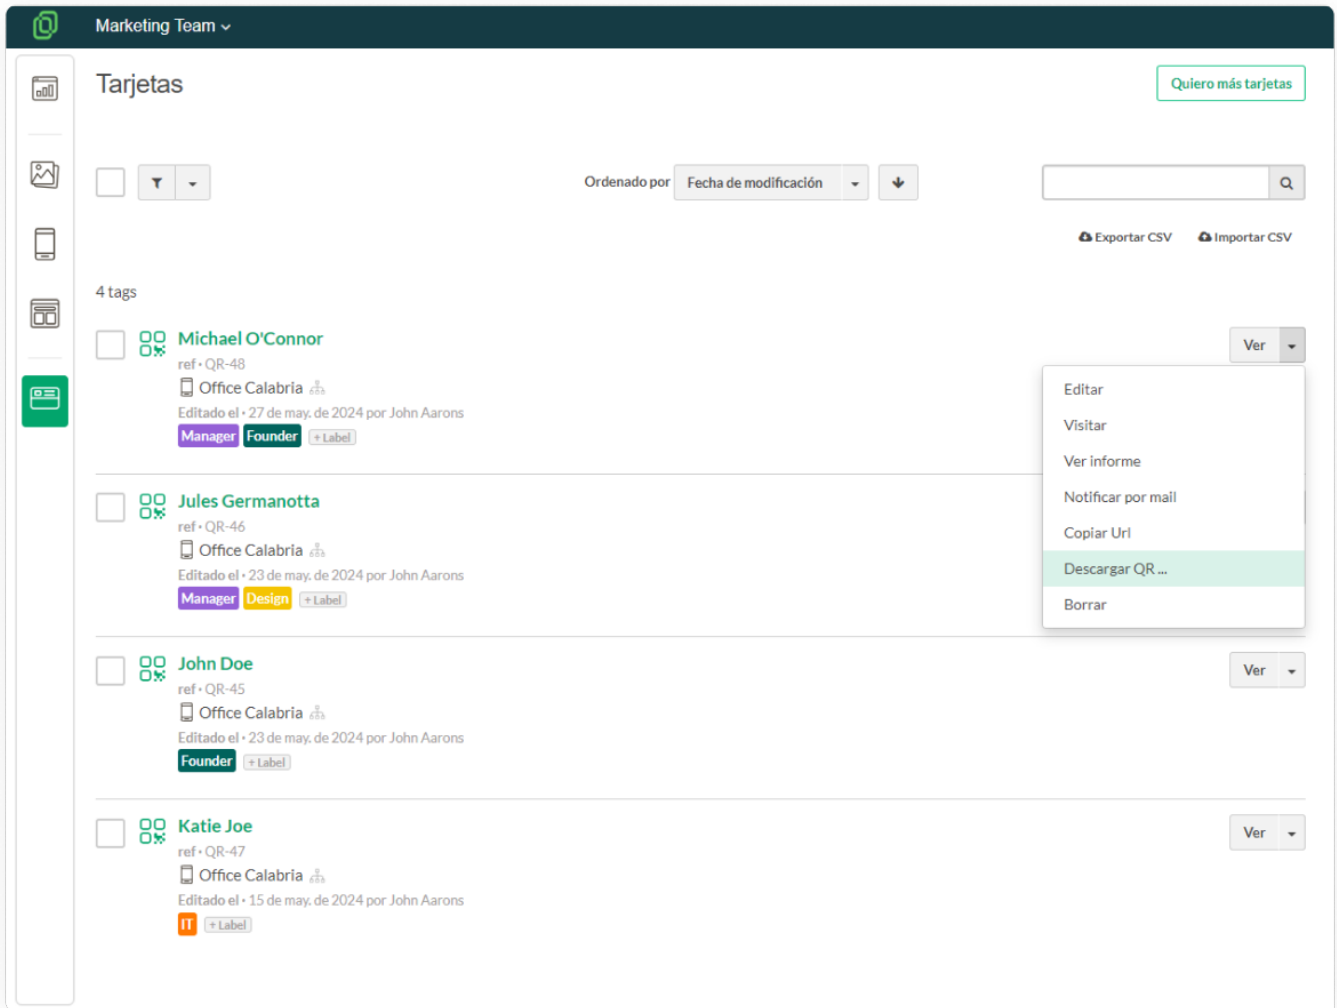 Marketing Team
Tarjetas
Quiero más tarjetas
Ordenado por Fecha de modificación
Exportar CSV Importar CSV
4 tags
Michael O'Connor
Ver
ref • QR-48
Office Calabria
Editado el • 27 de may. de 2024 por John Aarons
Manager Founder + Label
Editar
Visitar
Ver informe
Notificar por mail
Copiar Url
Descargar QR ...
Borrar
Jules Germanotta
ref • QR-46
Office Calabria
Editado el • 23 de may. de 2024 por John Aarons
Manager Design + Label
John Doe
Ver
ref • QR-45
Office Calabria
Editado el • 23 de may. de 2024 por John Aarons
Founder + Label
Katie Joe
Ver
ref • QR-47
Office Calabria
Editado el • 15 de may. de 2024 por John Aarons
IT + Label